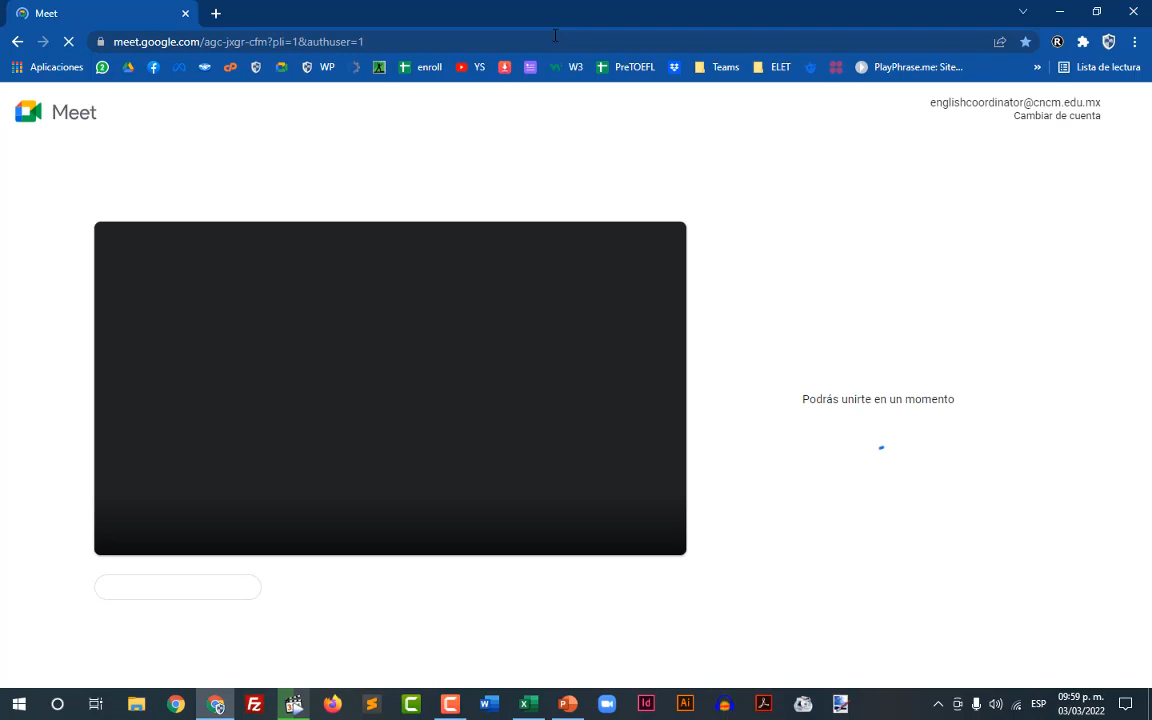 Meet
meet.google.com/agc-jxgr-cfm?pli=1&authuser=1
Aplicaciones
WP
enroll
YS
W3
PreTOEFL
Teams
ELET
PlayPhrase.me: Site...
»
Lista de lectura
Meet
englishcoordinator@cncm.edu.mx
Cambiar de cuenta
Podrás unirte en un momento
ESP
09:59 p. m.
03/03/2022